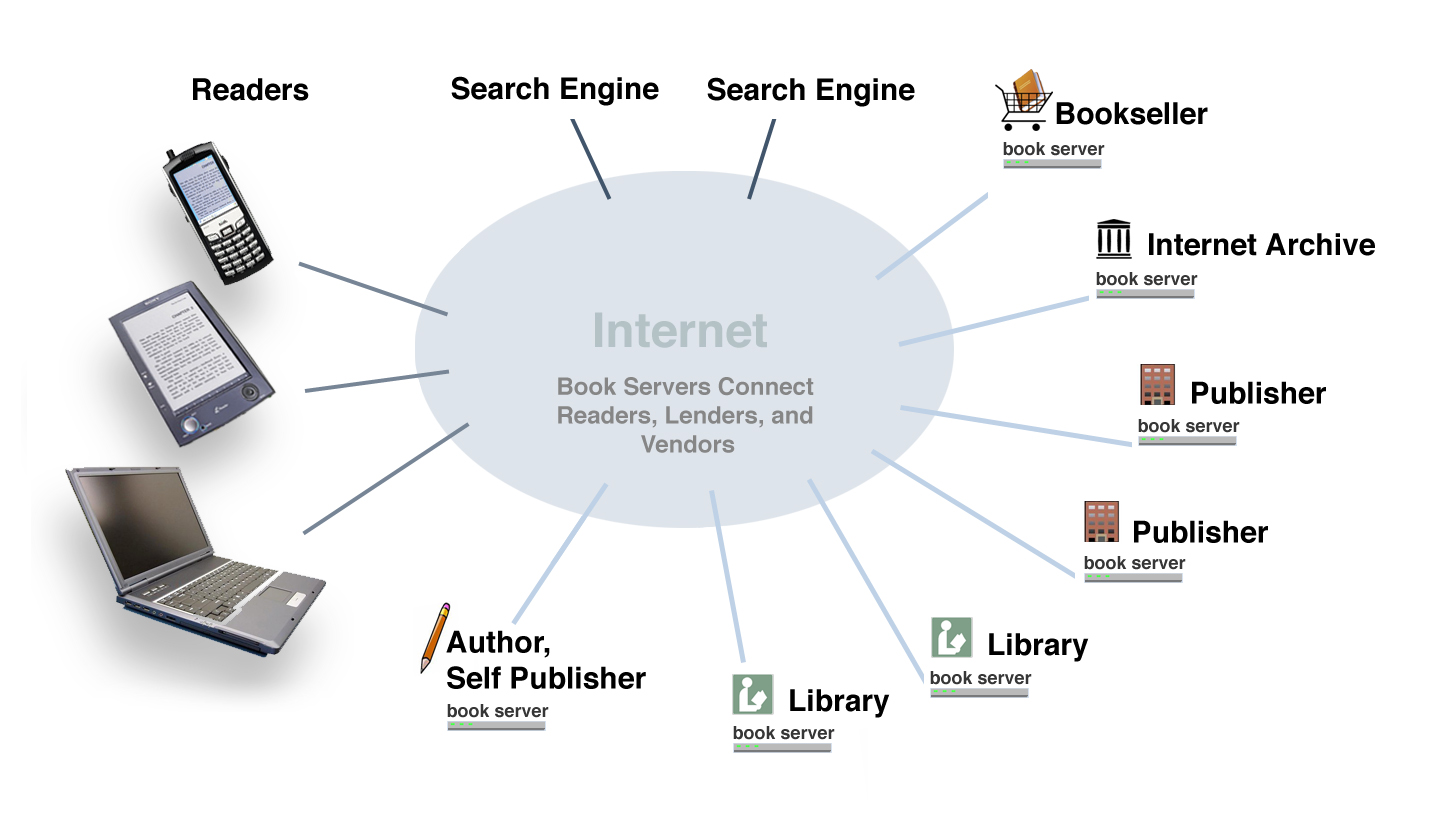 Readers
Search Engine
Search Engine
Bookseller
book server
Internet Archive
book server
Internet
Book Servers Connect
Readers, Lenders, and
Vendors
Publisher
book server
Publisher
book server
Author,
Self Publisher
book server
Library
book server
Library
book server